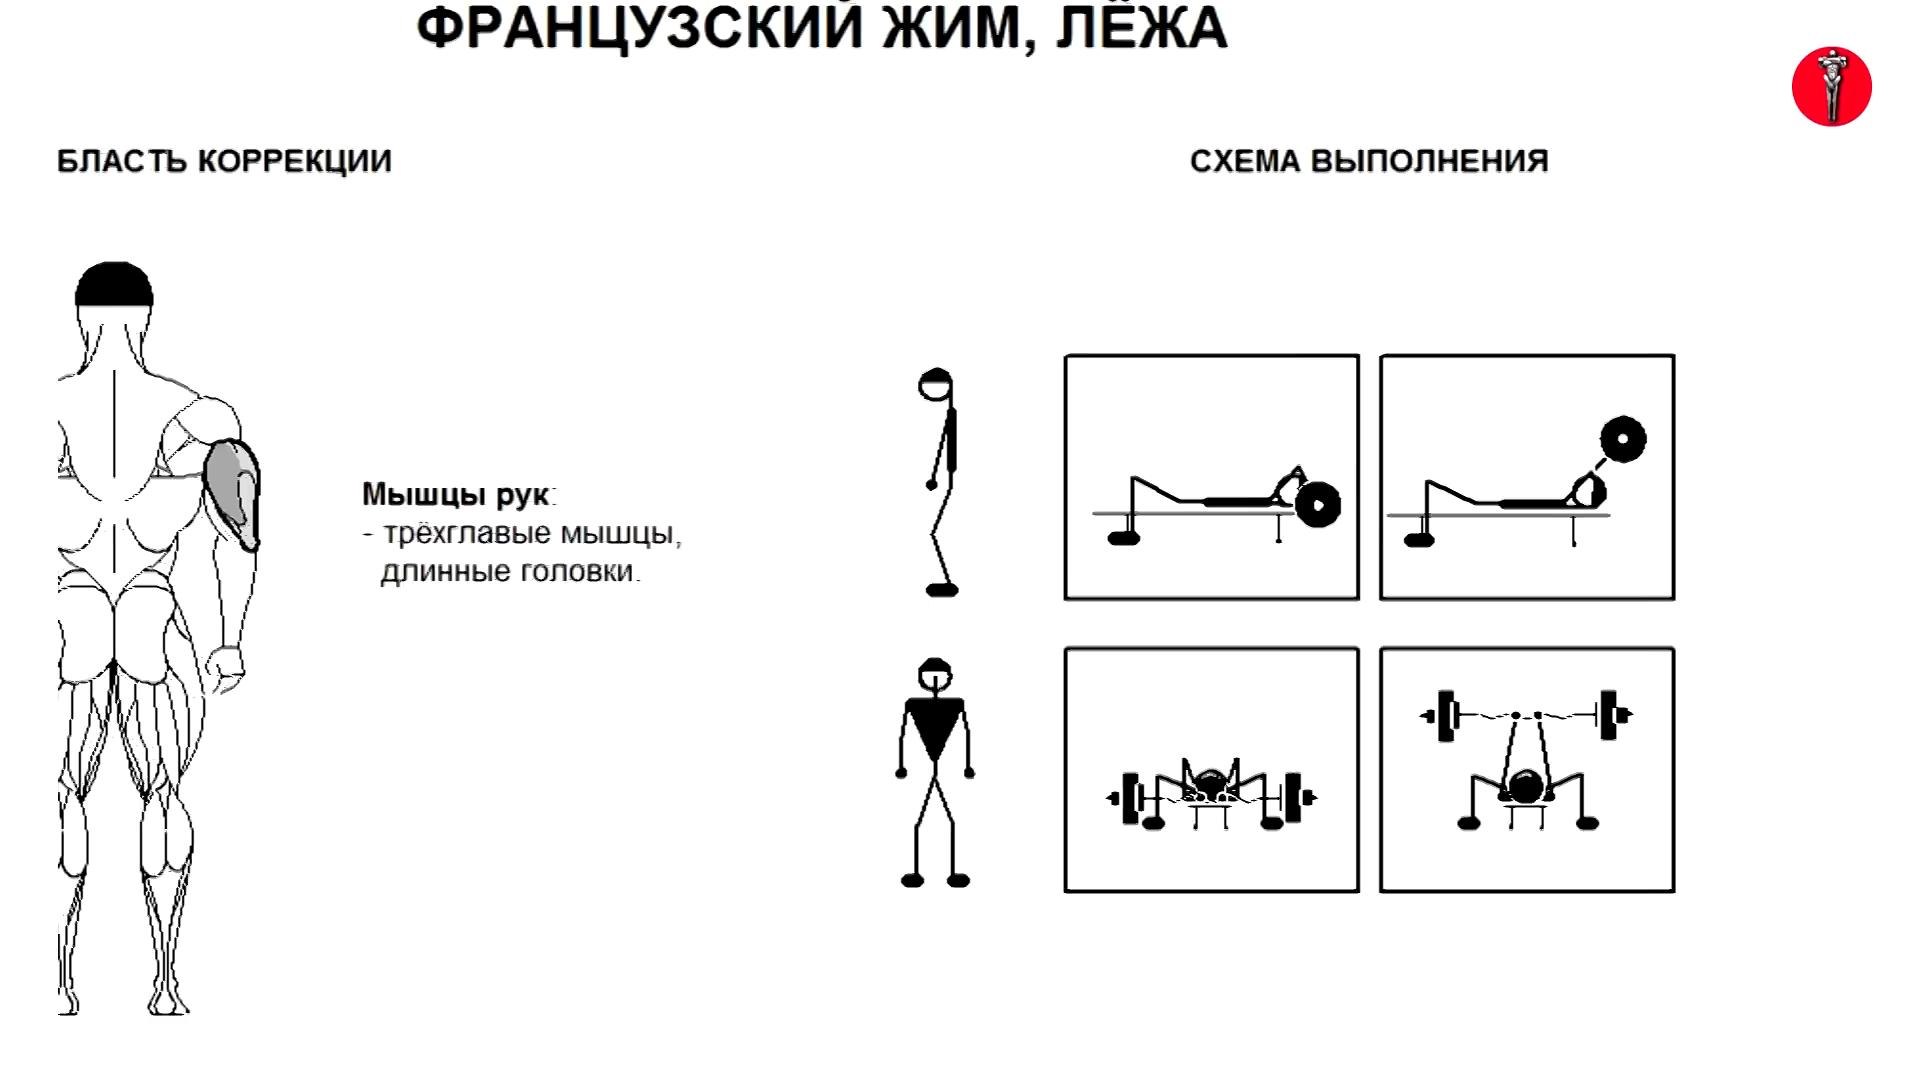 ФРАНЦУЗСКИЙ ЖИМ, ЛЁЖА
БЛАСТЬ КОРРЕКЦИИ
СХЕМА ВЫПОЛНЕНИЯ
Мышцы рук:
- трёхглавые мышцы,
длинные головки.